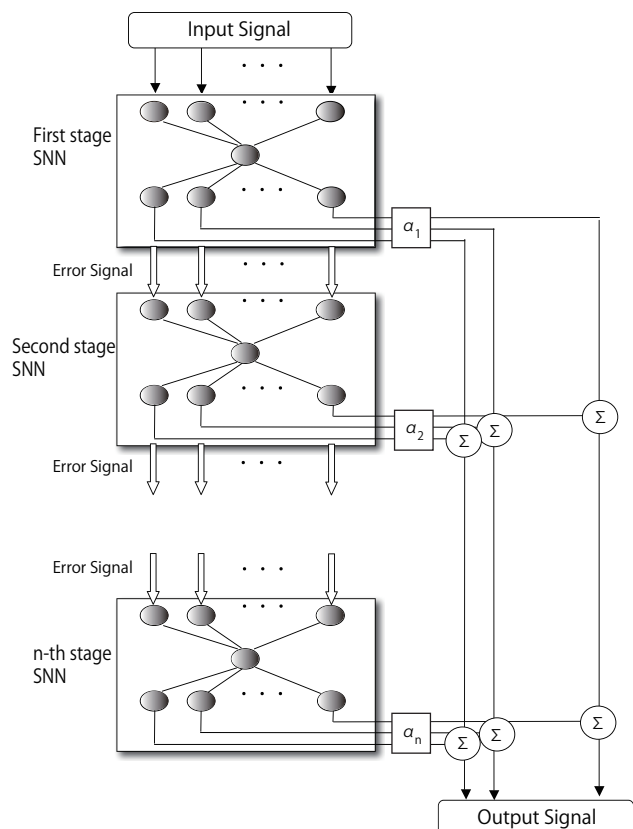 Input Signal
First stage
SNN
α1
Error Signal
Second stage
SNN
Σ
α2
Σ
Σ
Error Signal
Error Signal
n-th stage
SNN
Σ
αn
Σ
Σ
Output Signal